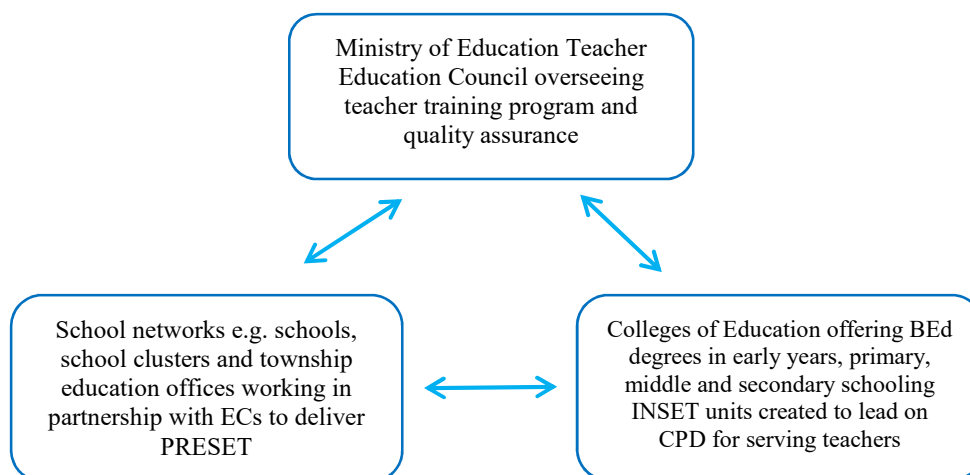 Ministry of Education Teacher
Education Council overseeing
teacher training program and
quality assurance
School networks e.g. schools,
school clusters and township
education offices working in
partnership with ECs to deliver
PRESET
Colleges of Education offering BEd
degrees in early years, primary,
middle and secondary schooling
INSET units created to lead on
CPD for serving teachers